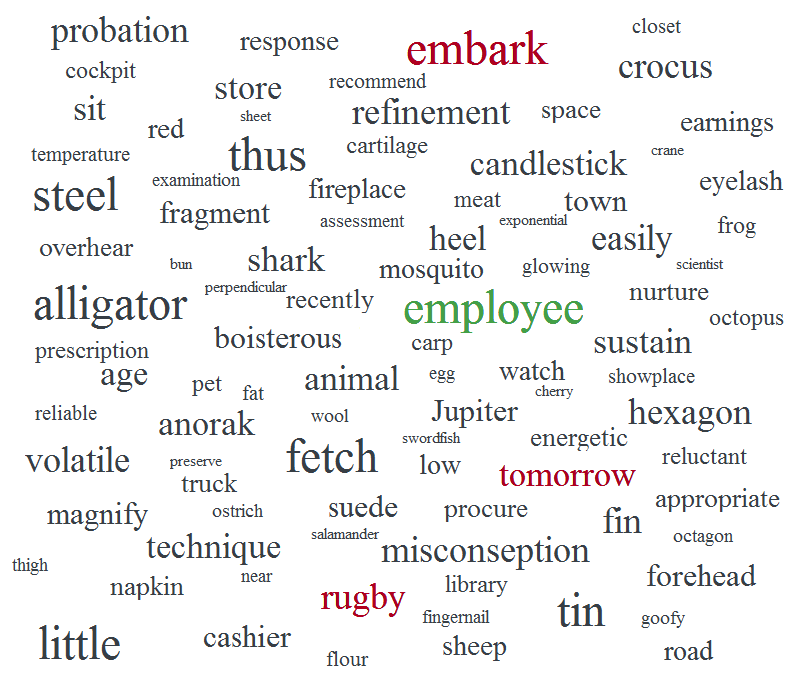 probation
response
embark
closet
cockpit
recommend
crocus
store
sit
sheet
refinement
space
red
earnings
temperature
thus
cartilage
candlestick
crane
steel
examination
fireplace
meat
town
eyelash
fragment
assessment
exponential
frog
overhear
heel
easily
bun
shark
mosquito
glowing
scientist
alligator
perpendicular
recently
employee
nurture
octopus
prescription
boisterous
carp
sustain
age
pet
fat
animal
egg
watch
cherry
showplace
reliable
anorak
wool
Jupiter
hexagon
volatile
preserve
fetch
swordfish
energetic
low
reluctant
truck
tomorrow
magnify
ostrich
suede
procure
fin
appropriate
technique
salamander
misconseption
octagon
thigh
napkin
near
library
forehead
rugby
fingernail
tin
goofy
little
cashier
flour
sheep
road